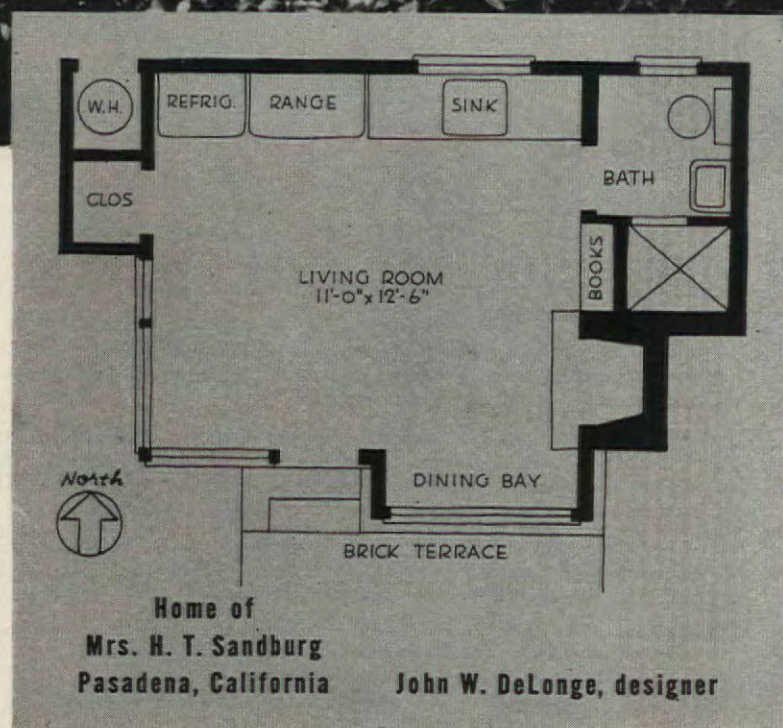 W.H.
REFRIG.
RANGE
SINK
BATH
CLOS
BOOKS
LIVING ROOM
11'-0" x 12'-6"
North
DINING BAY
BRICK TERRACE
Home of
Mrs. H. T. Sandburg
Pasadena, California
John W. DeLonge, designer